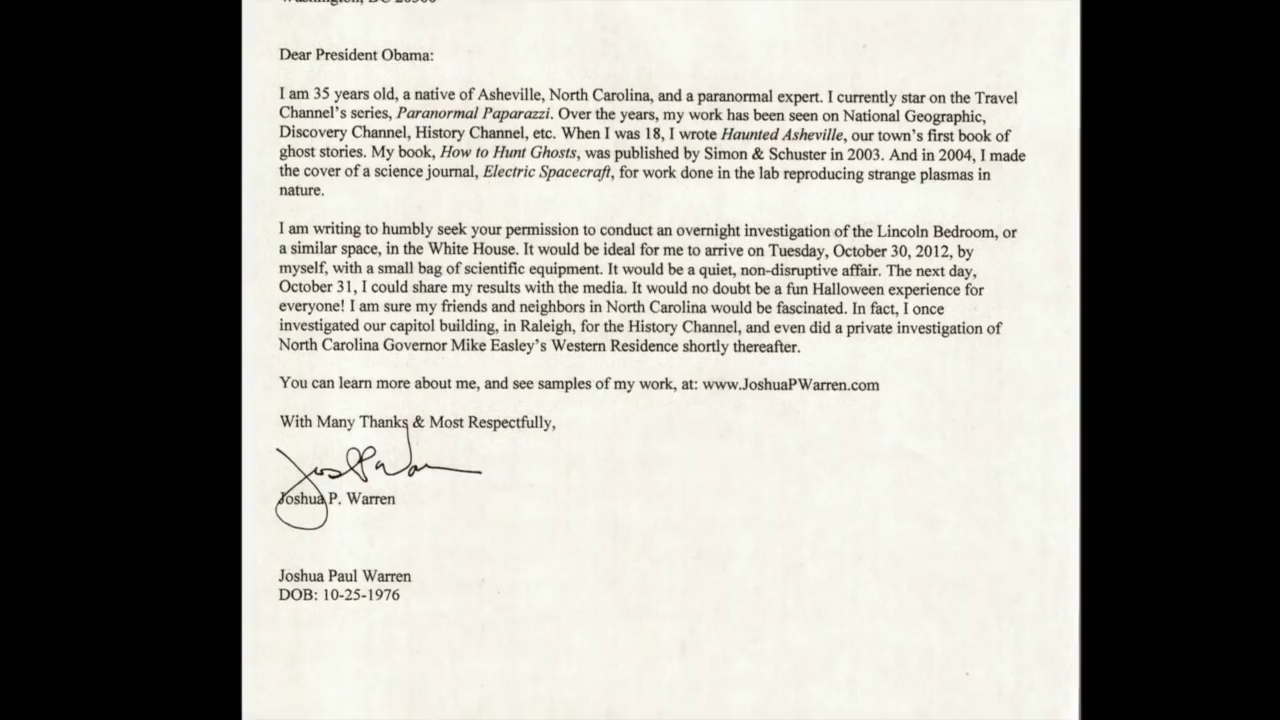 Dear President Obama:
I am 35 years old, a native of Asheville, North Carolina, and a paranormal expert. I currently star on the Travel
Channel's series, Paranormal Paparazzi. Over the years, my work has been seen on National Geographic,
Discovery Channel, History Channel, etc. When I was 18, I wrote Haunted Asheville, our town's first book of
ghost stories. My book, How to Hunt Ghosts, was published by Simon & Schuster in 2003. And in 2004, I made
the cover of a science journal, Electric Spacecraft, for work done in the lab reproducing strange plasmas in
nature.
I am writing to humbly seek your permission to conduct an overnight investigation of the Lincoln Bedroom, or
a similar space, in the White House. It would be ideal for me to arrive on Tuesday, October 30, 2012, by
myself, with a small bag of scientific equipment. It would be a quiet, non-disruptive affair. The next day,
October 31, I could share my results with the media. It would no doubt be a fun Halloween experience for
everyone! I am sure my friends and neighbors in North Carolina would be fascinated. In fact, I once
investigated our capitol building, in Raleigh, for the History Channel, and even did a private investigation of
North Carolina Governor Mike Easley's Western Residence shortly thereafter.
You can learn more about me, and see samples of my work, at: www.JoshuaPWarren.com
With Many Thanks & Most Respectfully,
Joshua P. Warren
Joshua Paul Warren
DOB: 10-25-1976